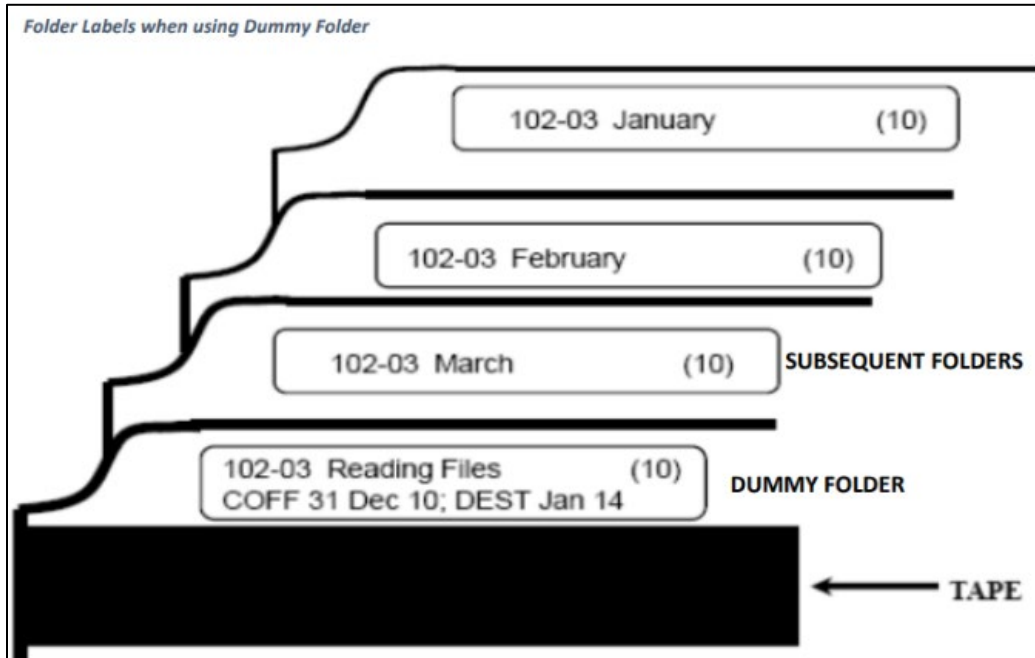 Folder Labels when using Dummy Folder
102-03 January (10)
102-03 February (10)
102-03 March (10)
SUBSEQUENT FOLDERS
102-03 Reading Files (10)
COFF 31 Dec 10; DEST Jan 14
DUMMY FOLDER
TAPE